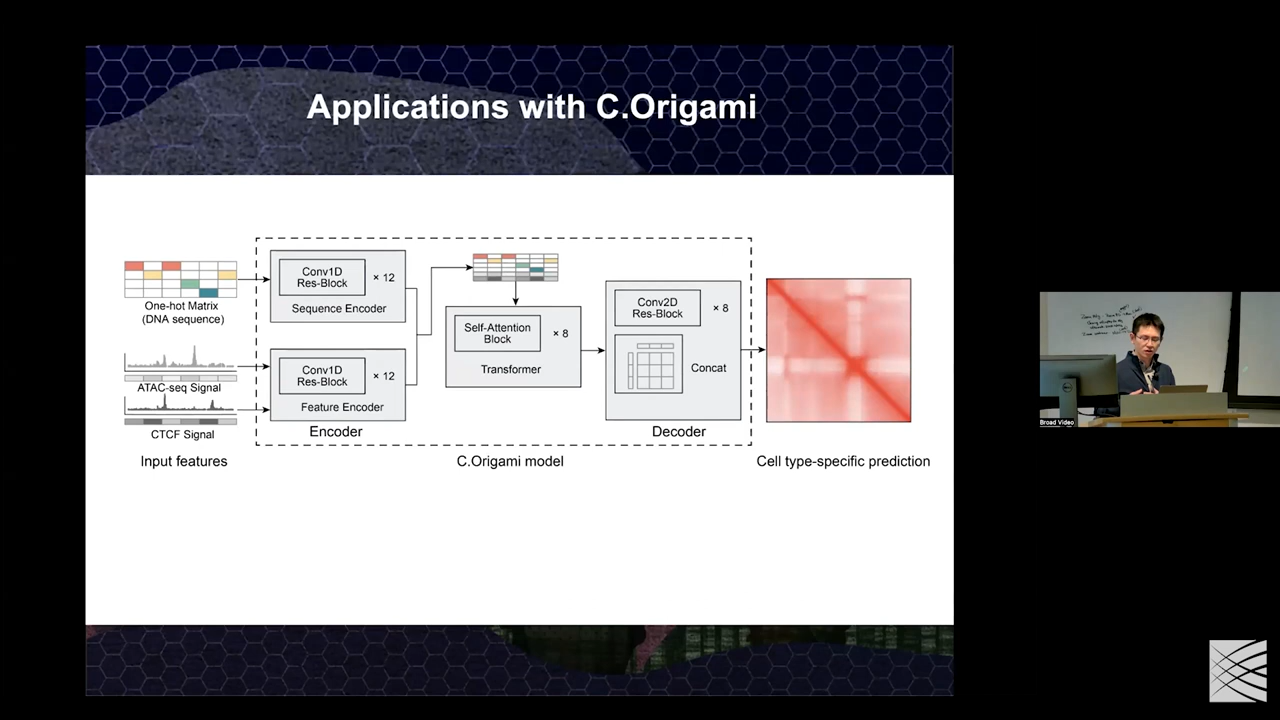 Applications with C.Origami
One-hot Matrix
(DNA sequence)
ATAC-seq Signal
CTCF Signal
Input features
Conv1D
Res-Block
× 12
Sequence Encoder
Conv1D
Res-Block
× 12
Feature Encoder
Encoder
Self-Attention
Block
× 8
Transformer
C.Origami model
Conv2D
Res-Block
× 8
Concat
Decoder
Cell type-specific prediction
Broad Video